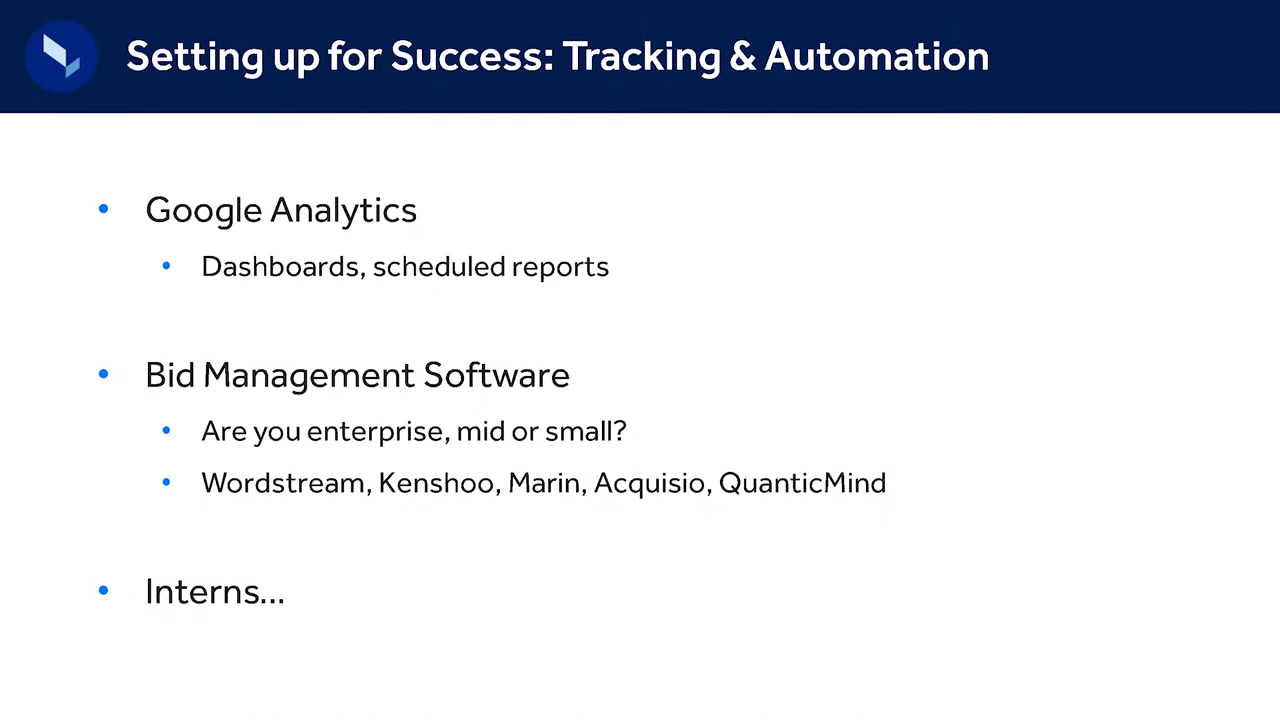 Setting up for Success: Tracking & Automation
• Google Analytics
• Dashboards, scheduled reports
• Bid Management Software
• Are you enterprise, mid or small?
• Wordstream, Kenshoo, Marin, Acquisio, QuanticMind
• Interns...